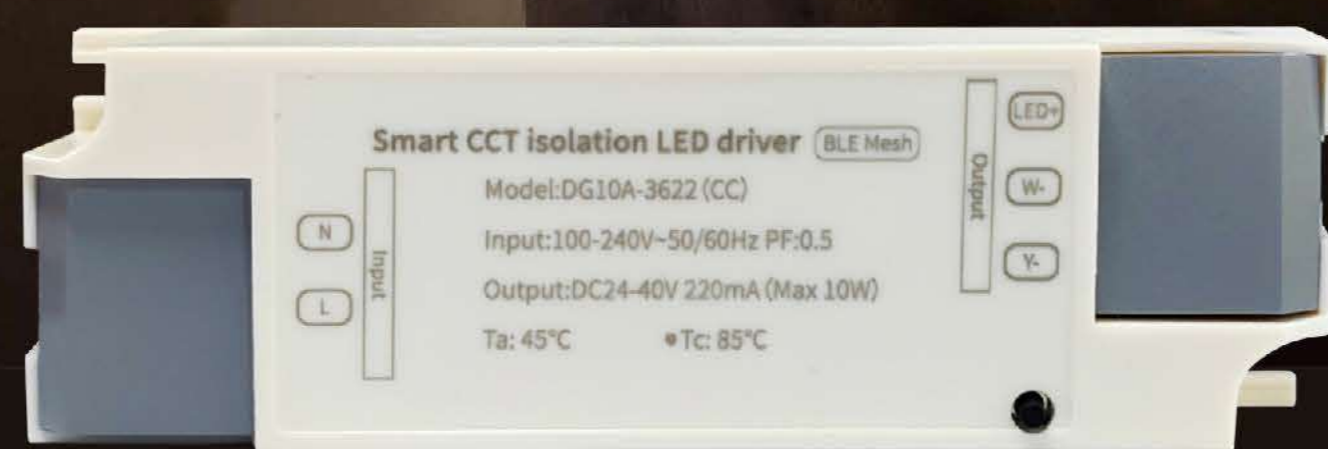 Smart CCT isolation LED driver BLE Mesh
Model:DG10A-3622(CC)
Input:100-240V~50/60Hz PF:0.5
Output:DC24-40V 220mA(Max 10W)
Ta: 45°C •Tc: 85°C
N
L
Input
Output
LED+
W-
Y-